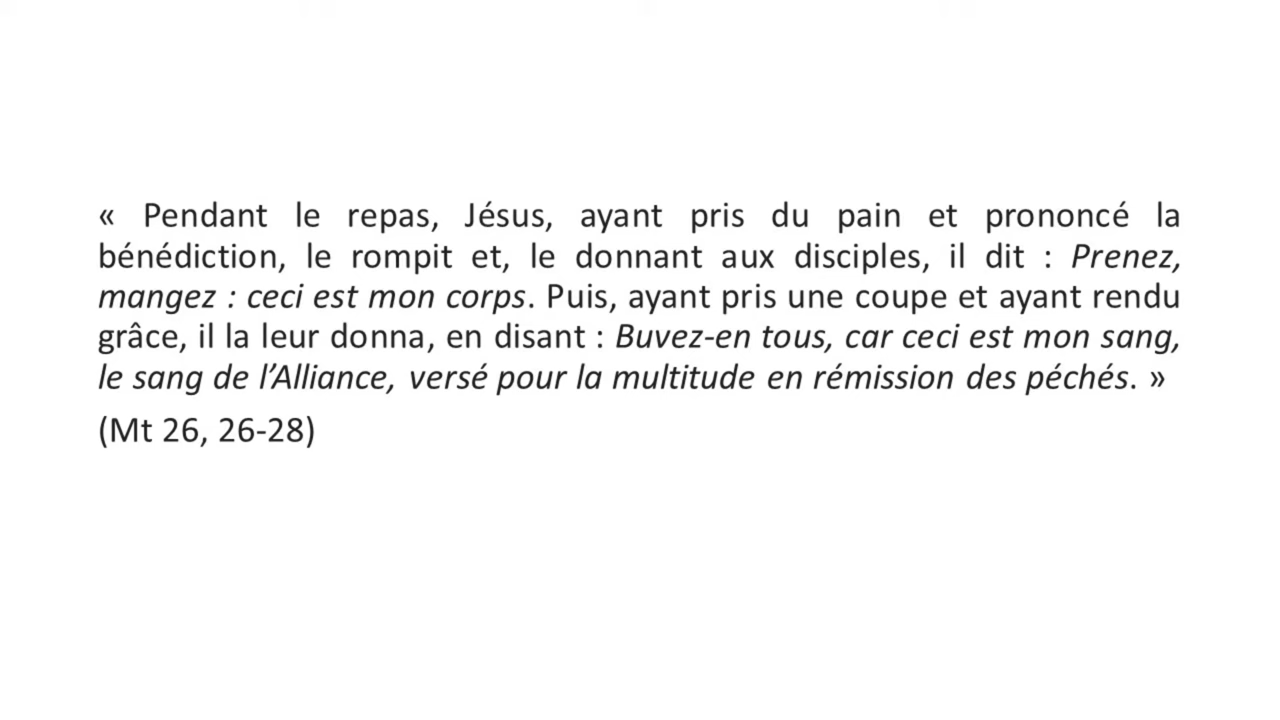 « Pendant le repas, Jésus, ayant pris du pain et prononcé la
bénédiction, le rompit et, le donnant aux disciples, il dit : Prenez,
mangez : ceci est mon corps. Puis, ayant pris une coupe et ayant rendu
grâce, il la leur donna, en disant : Buvez-en tous, car ceci est mon sang,
le sang de l’Alliance, versé pour la multitude en rémission des péchés. »
(Mt 26, 26-28)